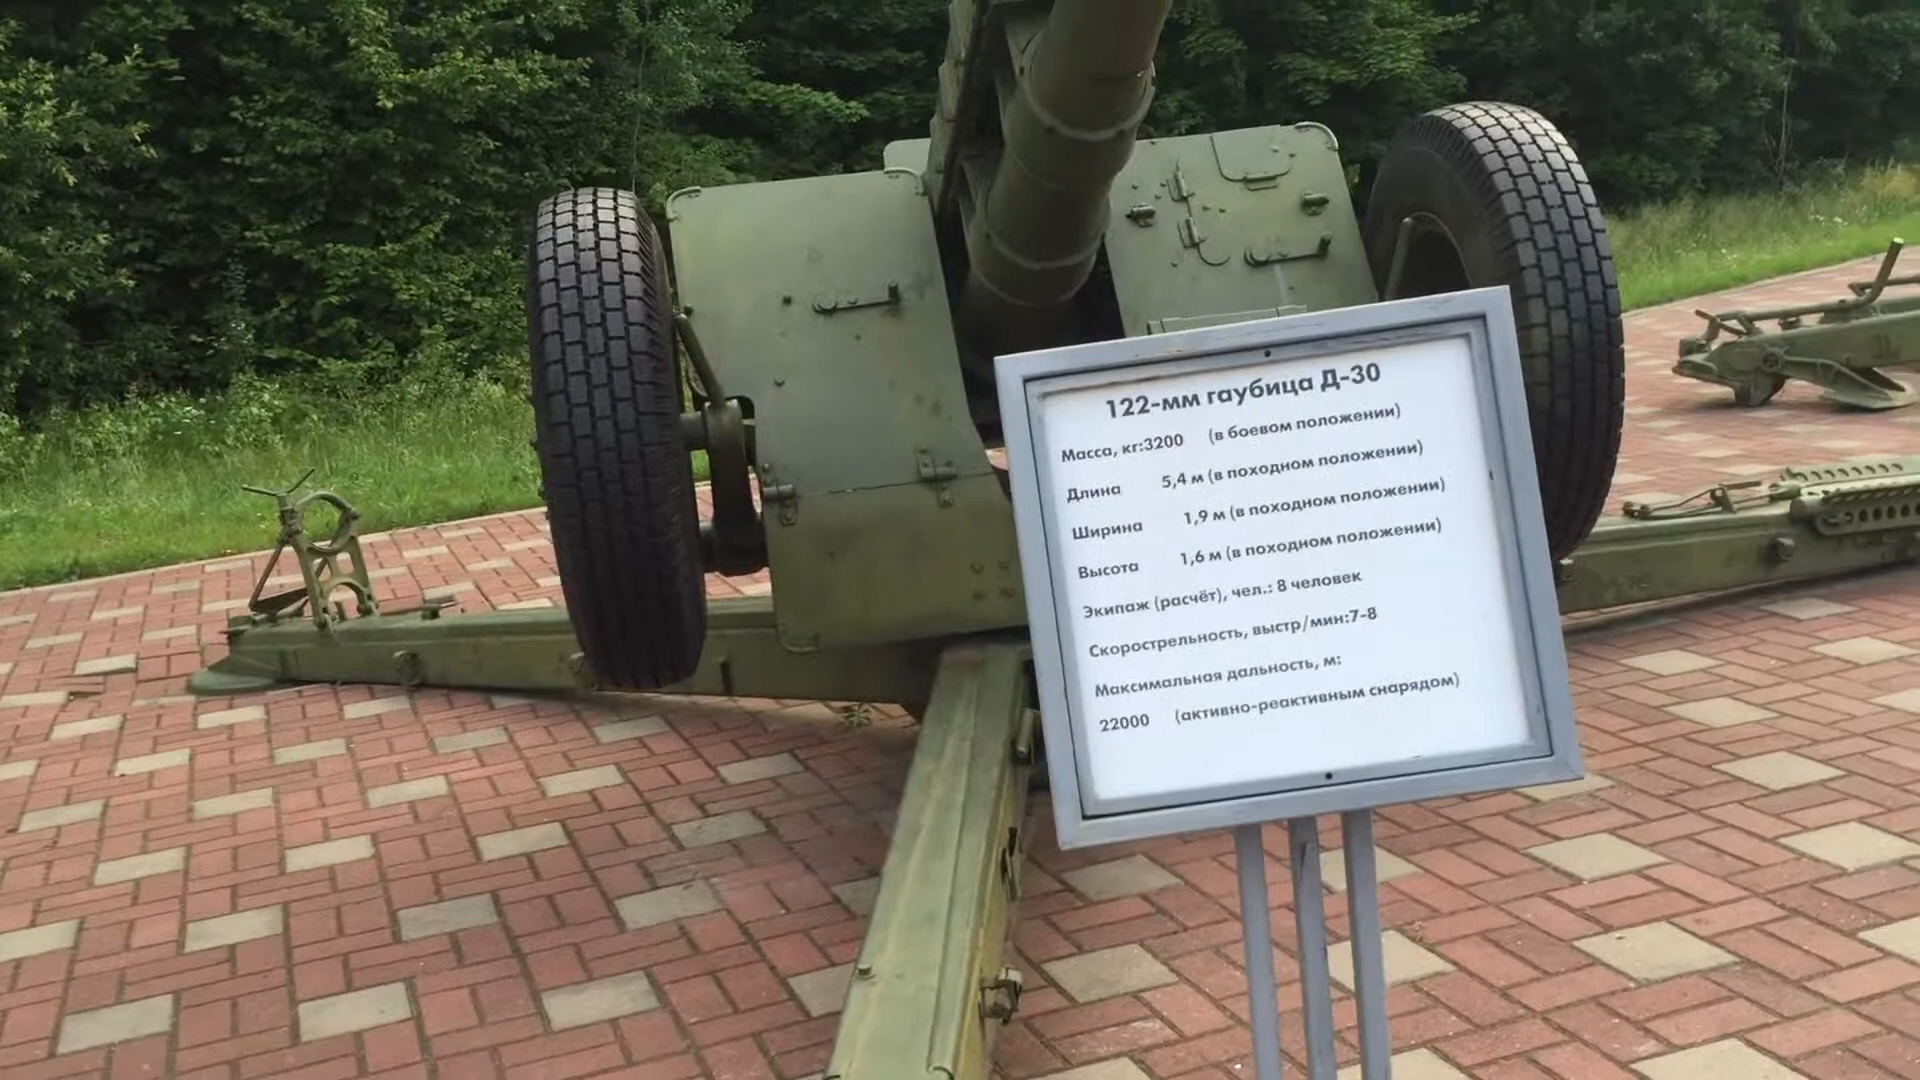 122-мм гаубица Д-30
Масса, кг:3200 (в боевом положении)
Длина 5,4 м (в походном положении)
Ширина 1,9 м (в походном положении)
Высота 1,6 м (в походном положении)
Экипаж (расчёт), чел.: 8 человек
Скорострельность, выстр/мин:7-8
Максимальная дальность, м:
22000 (активно-реактивным снарядом)